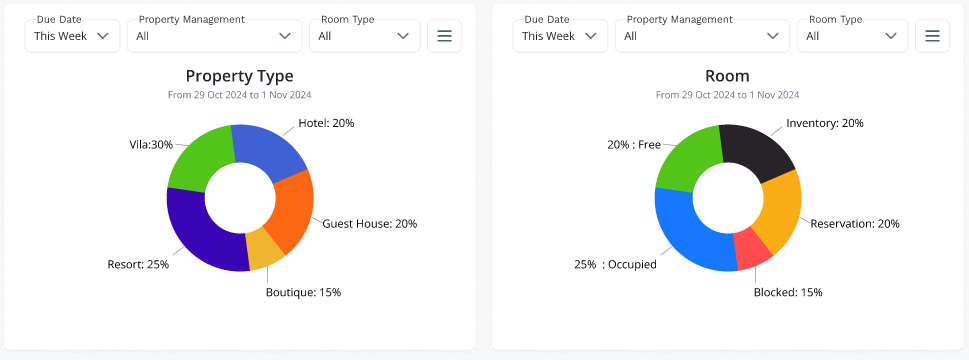 Due Date
Property Management
Room Type
This Week
All
All
Property Type
From 29 Oct 2024 to 1 Nov 2024
Hotel: 20%
Vila:30%
Guest House: 20%
Resort: 25%
Boutique: 15%
Due Date
Property Management
Room Type
This Week
All
All
Room
From 29 Oct 2024 to 1 Nov 2024
Inventory: 20%
20% : Free
Reservation: 20%
25%  : Occupied
Blocked: 15%